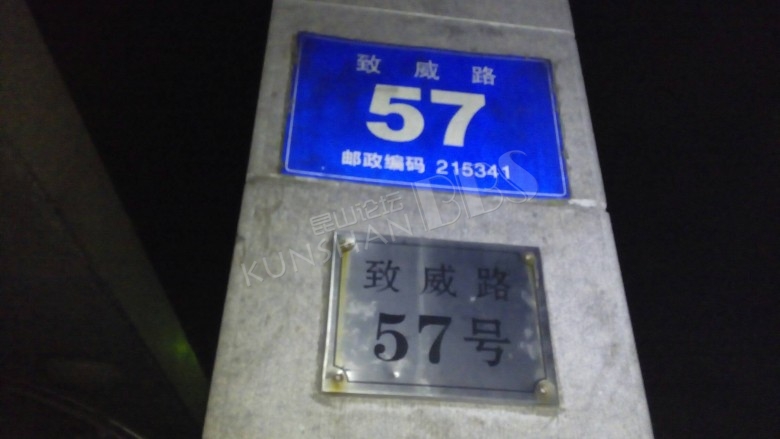 致威路
57
邮政编码 215341
昆山论坛 BBS
KUNSHAN
致威路
57号